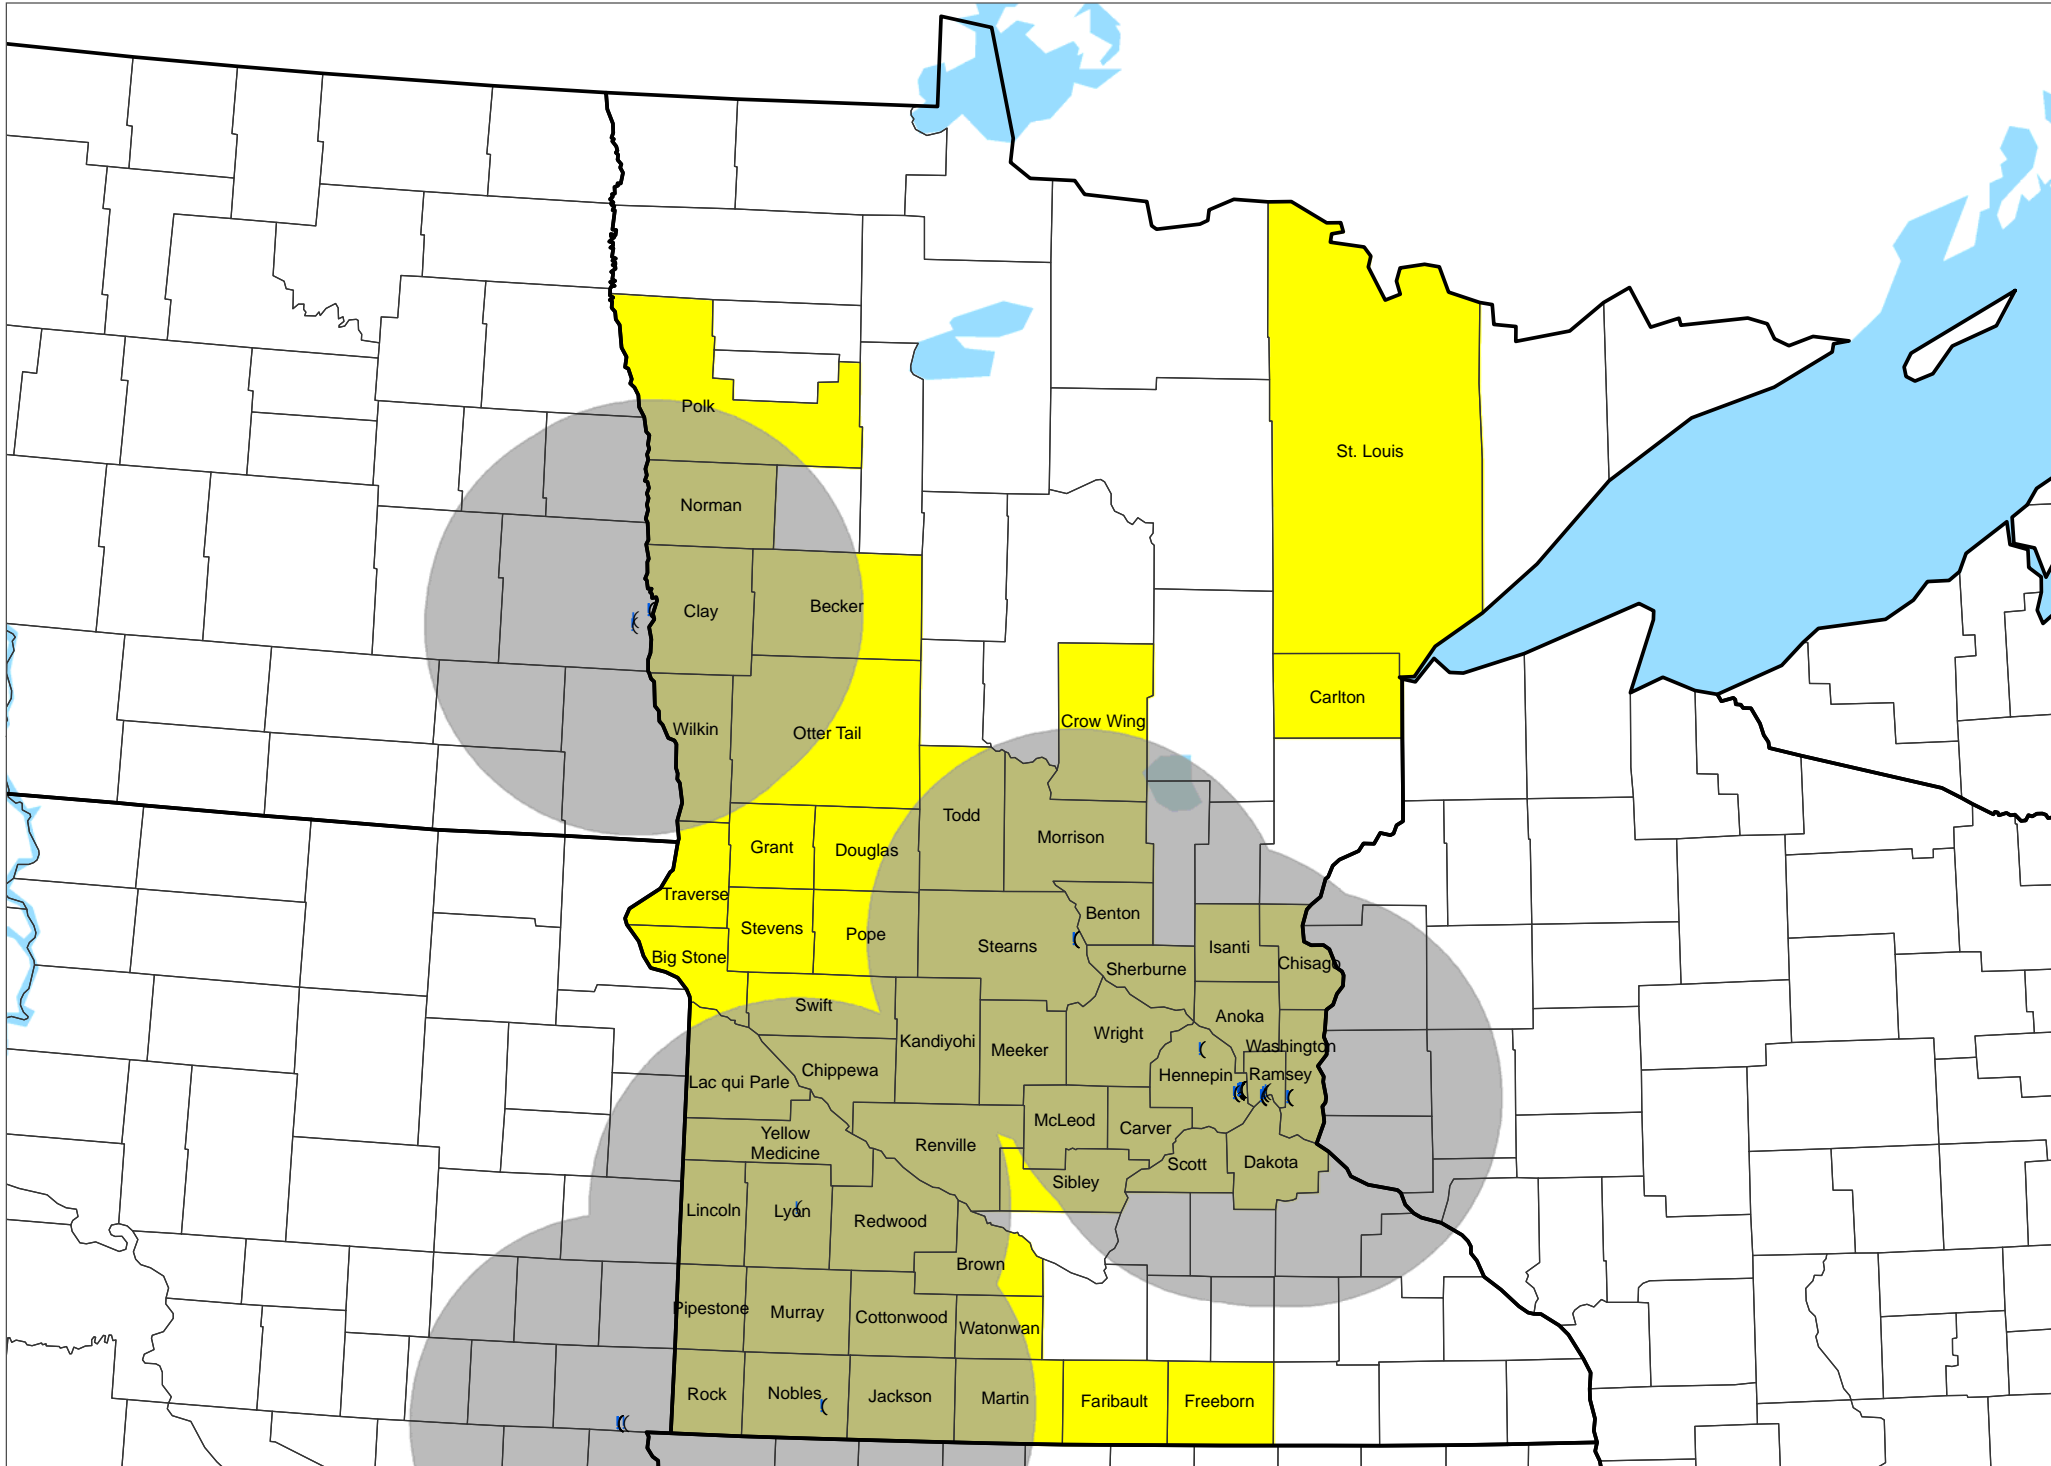 Polk
St. Louis
Norman
Becker
Clay
Carlton
Crow Wing
Wilkin
Otter Tail
Todd
Morrison
Grant
Douglas
Traverse
Benton
Stevens
Pope
Stearns
Isanti
Big Stone
Chisago
Sherburne
Swift
Anoka
Wright
Kandiyohi
Meeker
Washington
Chippewa
Hennepin
Ramsey
Lac qui Parle
McLeod
Carver
Yellow
Medicine
Renville
Scott
Dakota
Sibley
Lincoln
Lyon
Redwood
Brown
Pipestone
Murray
Cottonwood
Watonwan
Rock
Nobles
Jackson
Martin
Faribault
Freeborn